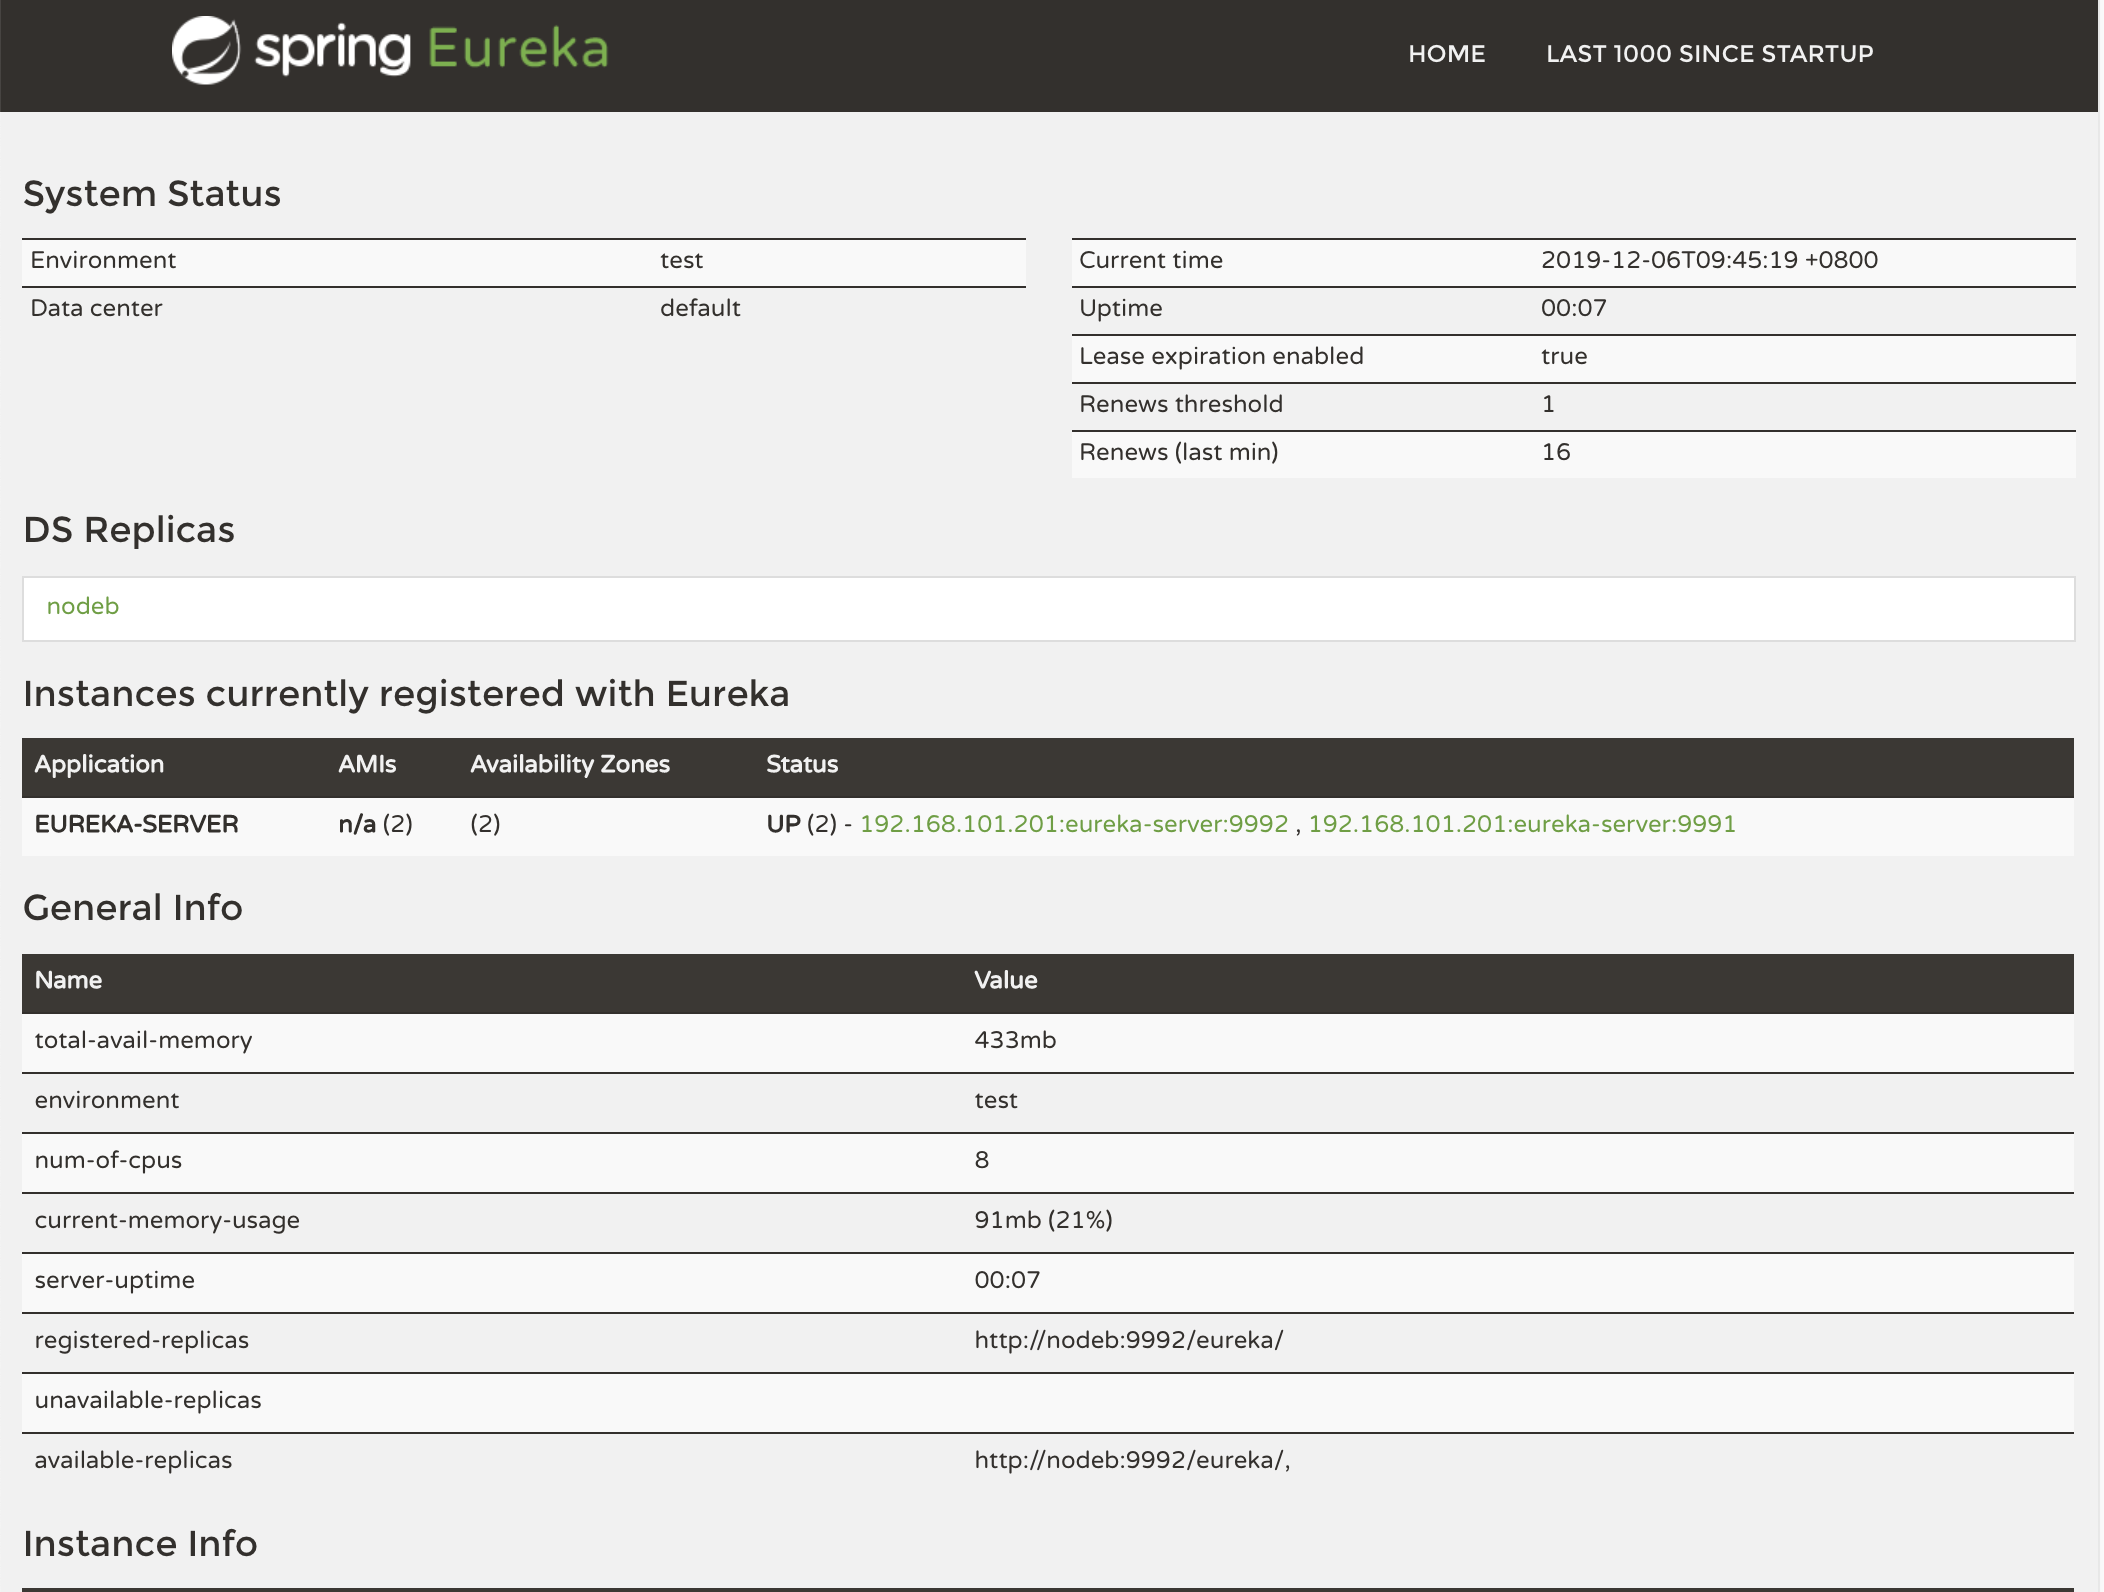 spring Eureka
HOME LAST 1000 SINCE STARTUP
System Status
Environment test
Data center default
Current time 2019-12-06T09:45:19 +0800
Uptime 00:07
Lease expiration enabled true
Renews threshold 1
Renews (last min) 16
DS Replicas
nodeb
Instances currently registered with Eureka
Application AMIs Availability Zones Status
EUREKA-SERVER n/a (2) (2) UP (2) - 192.168.101.201:eureka-server:9992 , 192.168.101.201:eureka-server:9991
General Info
Name Value
total-avail-memory 433mb
environment test
num-of-cpus 8
current-memory-usage 91mb (21%)
server-uptime 00:07
registered-replicas http://nodeb:9992/eureka/
unavailable-replicas
available-replicas http://nodeb:9992/eureka/,
Instance Info